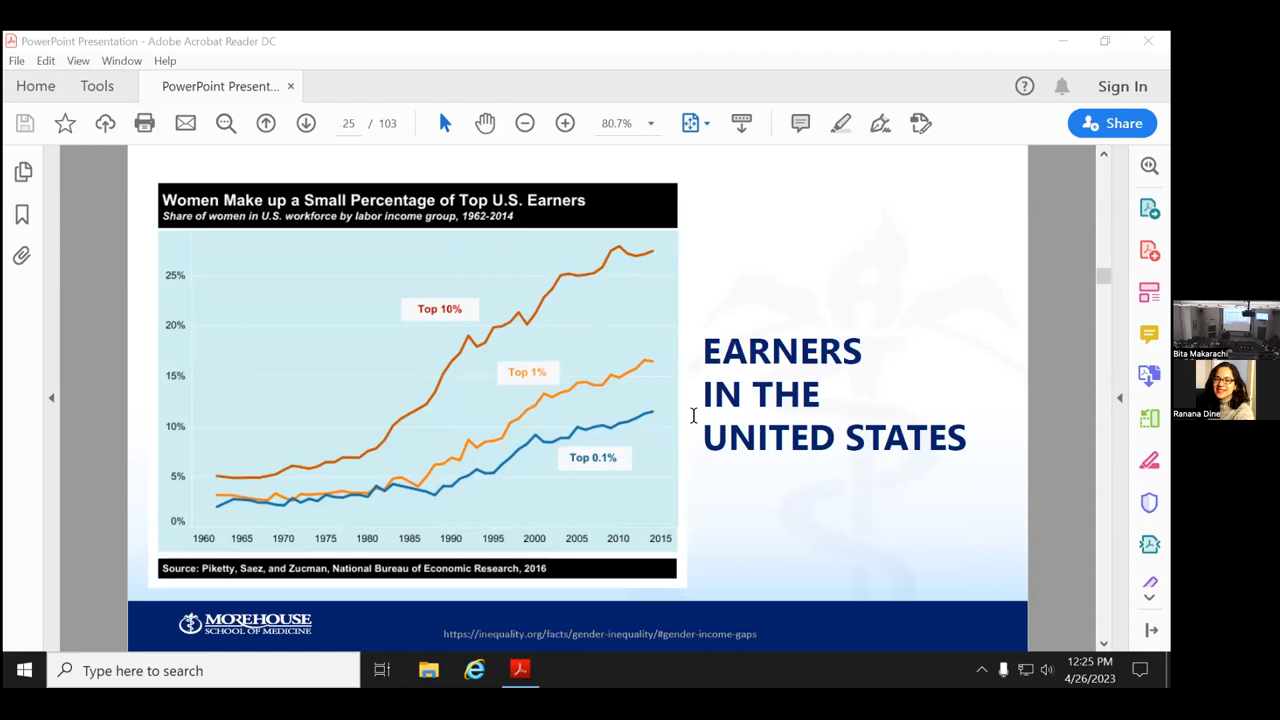 PowerPoint Presentation - Adobe Acrobat Reader DC
File Edit View Window Help
Home Tools PowerPoint Present... × Sign In
25 / 103 80.7% Share
Women Make up a Small Percentage of Top U.S. Earners
Share of women in U.S. workforce by labor income group, 1962-2014
25%
20%
15%
10%
5%
0%
Top 10%
Top 1%
Top 0.1%
1960 1965 1970 1975 1980 1985 1990 1995 2000 2005 2010 2015
Source: Piketty, Saez, and Zucman, National Bureau of Economic Research, 2016
EARNERS
IN THE
UNITED STATES
Bita Makarachi
Ranana Dine
MOREHOUSE
SCHOOL OF MEDICINE
https://inequality.org/facts/gender-inequality/#gender-income-gaps
Type here to search
12:25 PM
4/26/2023